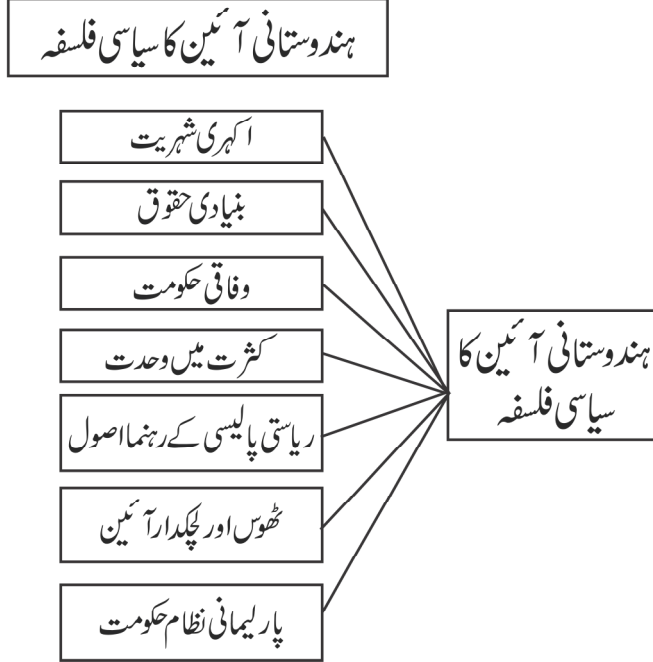 ہندوستانی آئین کا سیاسی فلسفہ
اکہری شہریت
بنیادی حقوق
وفاقی حکومت
کثرت میں وحدت
ریاستی پالیسی کے رہنما اصول
ٹھوس اور لچکدار آئین
پارلیمانی نظام حکومت
ہندوستانی آئین کا
سیاسی فلسفہ